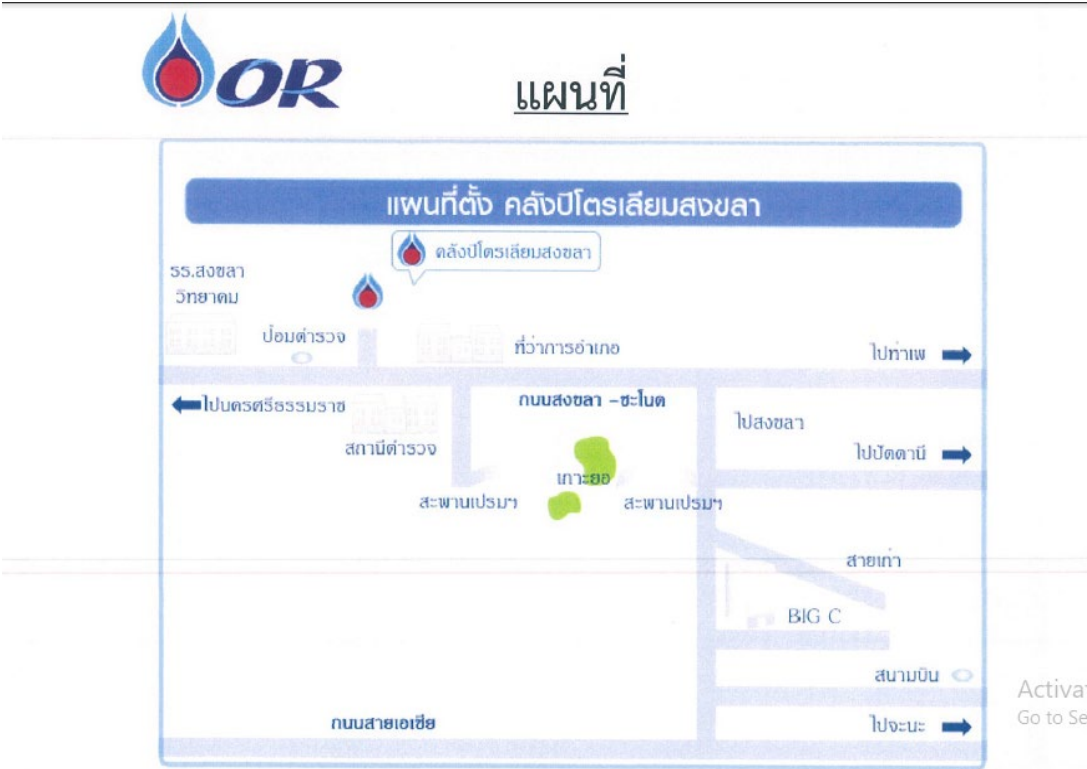 OR
แผนที่
แผนที่ตั้ง คลังปิโตรเลียมสงขลา
คลังปิโตรเลียมสงขลา
รร.สงขลา
วิทยาคม
ป้อมตำรวจ
ที่ว่าการอำเภอ
ไปท่าเพ
ไปนครศรีธรรมราช
ถนนสงขลา -ชะโนด
ไปสงขลา
สถานีตำรวจ
ไปปัตตานี
เกาะยอ
สะพานเปรมฯ
สะพานเปรมฯ
สายเก่า
BIG C
สนามบิน
ถนนสายเอเซีย
ไปจะนะ
Activat
Go to Se